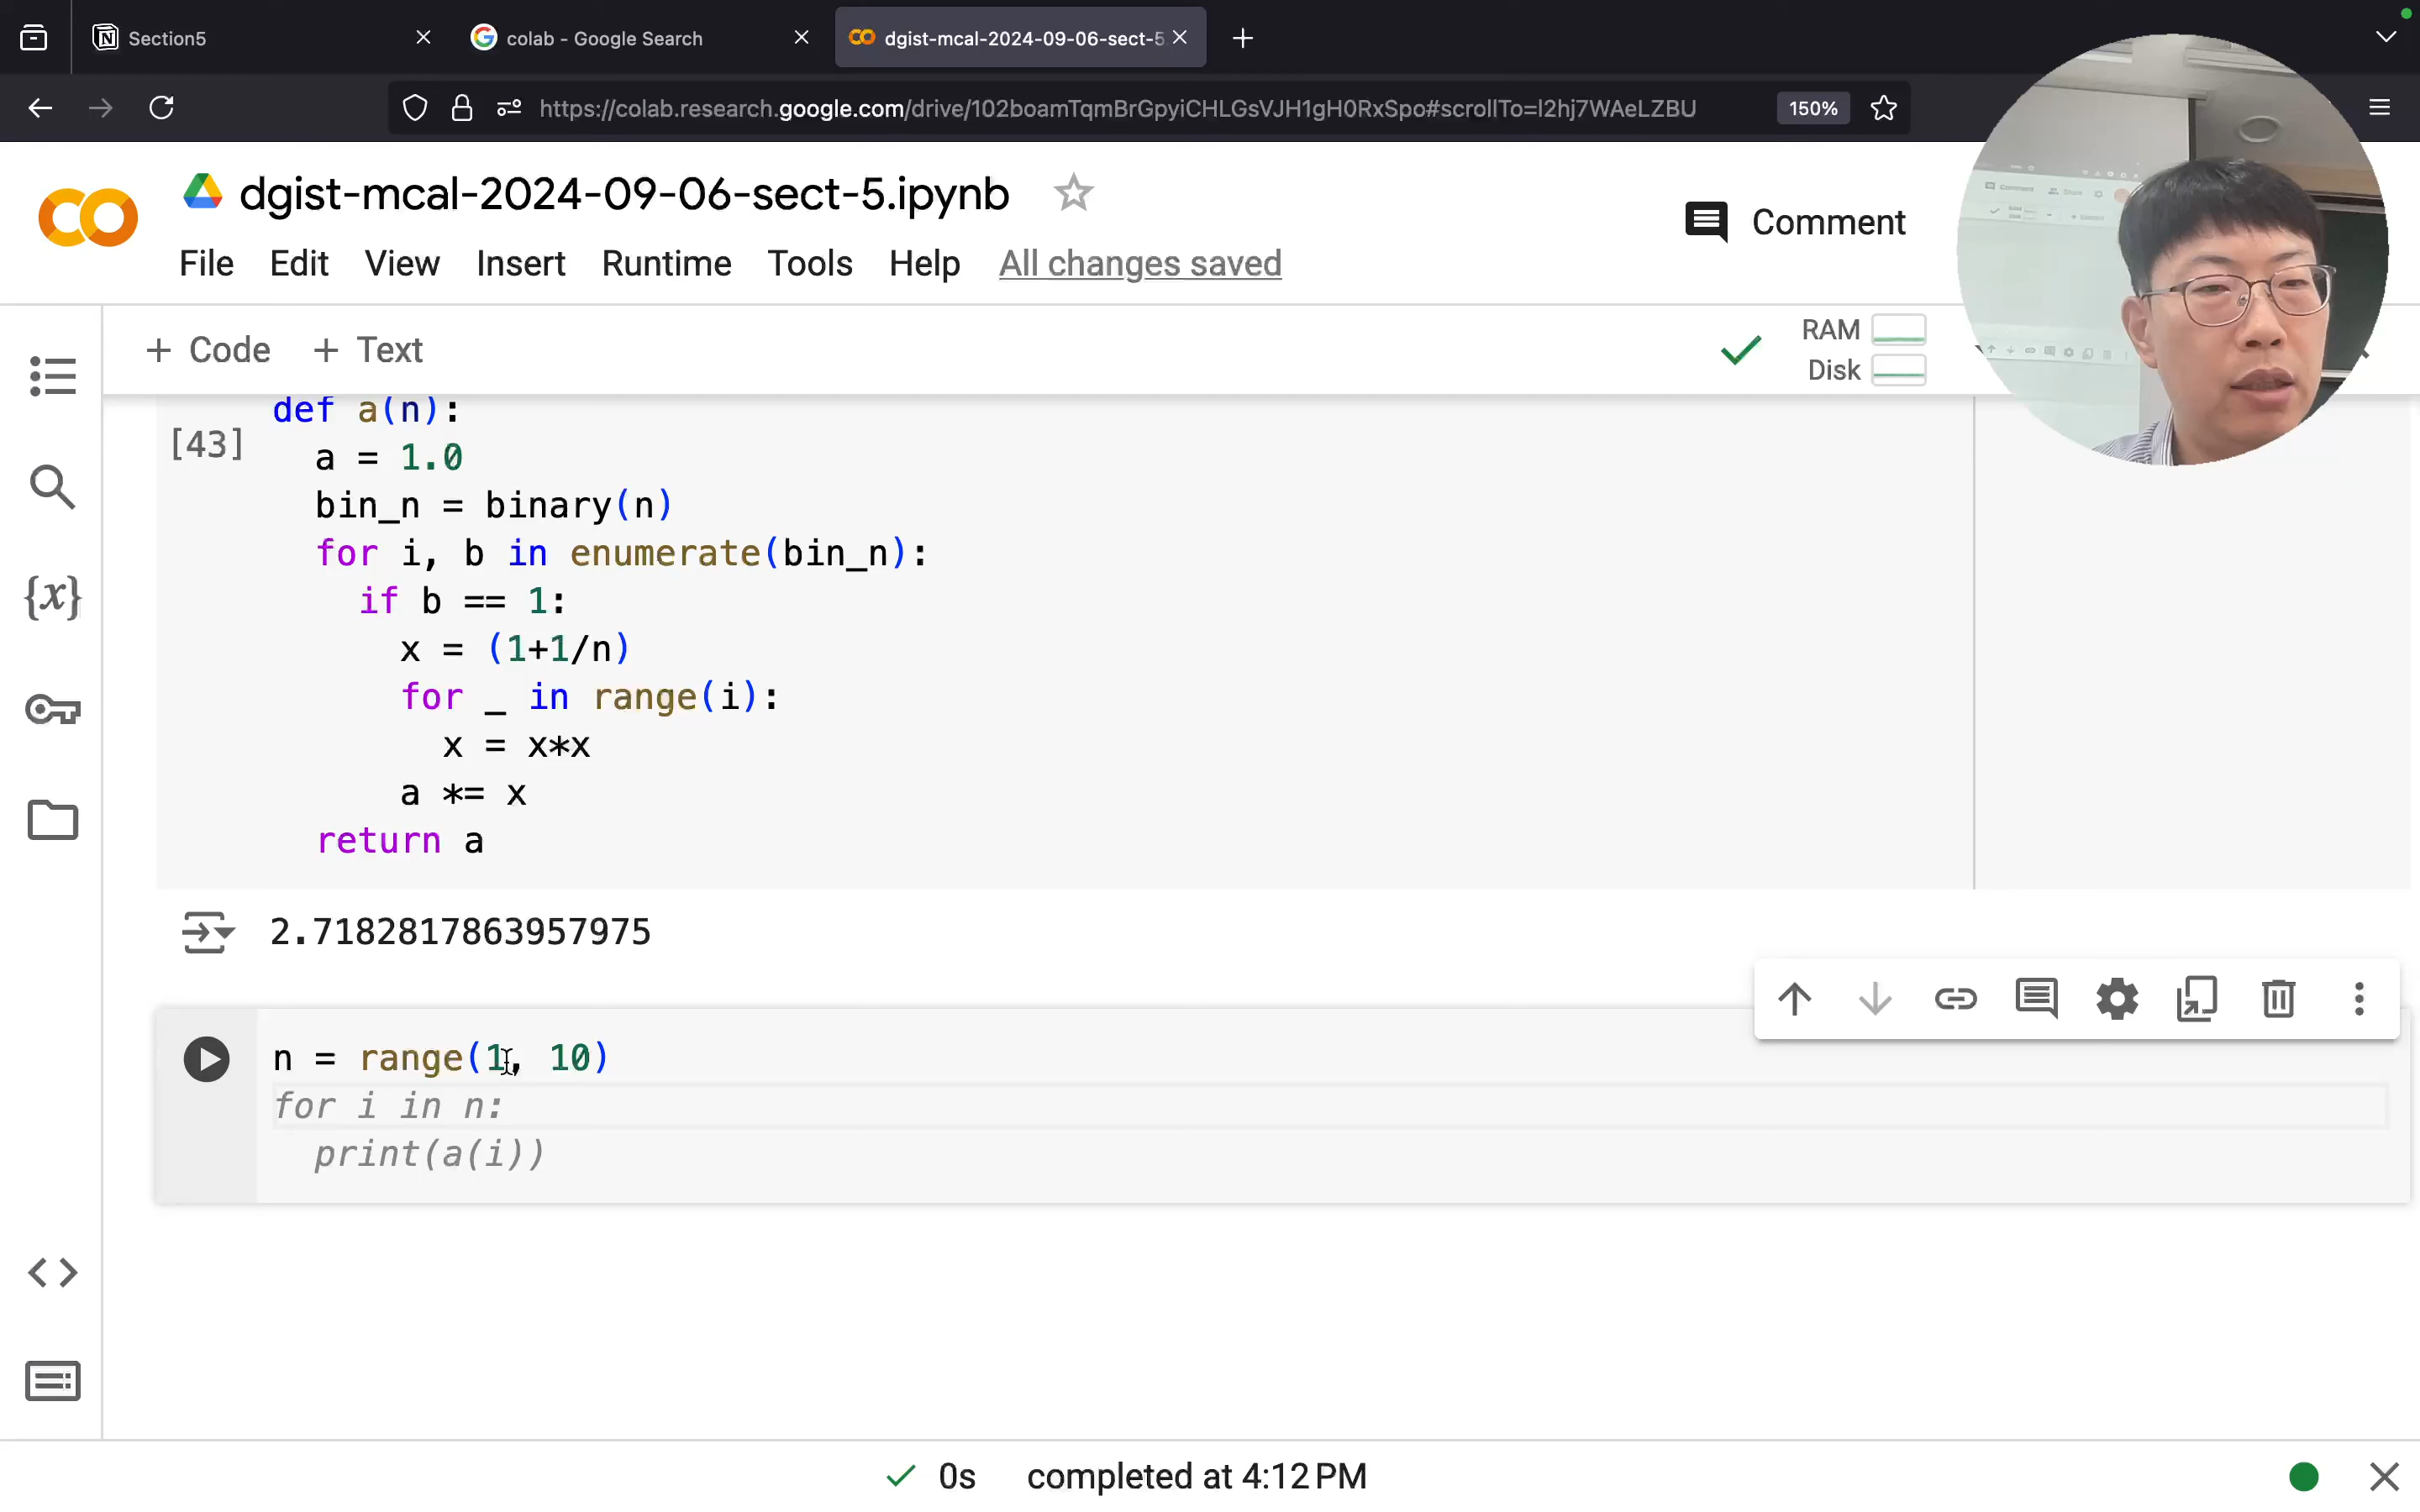 Section5
colab - Google Search
dgist-mcal-2024-09-06-sect-5
https://colab.research.google.com/drive/102boamTqmBrGpyiCHLGsVJH1gH0RxSpo#scrollTo=l2hj7WAeLZBU
150%
dgist-mcal-2024-09-06-sect-5.ipynb
Comment
File Edit View Insert Runtime Tools Help All changes saved
+ Code + Text
RAM
Disk
def a(n):
[43]
a = 1.0
bin_n = binary(n)
for i, b in enumerate(bin_n):
if b == 1:
x = (1+1/n)
for _ in range(i):
x = x*x
a *= x
return a
2.7182817863957975
n = range(1, 10)
for i in n:
print(a(i))
0s completed at 4:12 PM